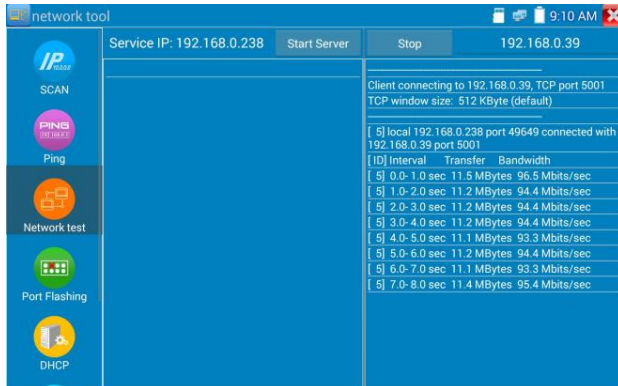 network tool
9:10 AM
Service IP: 192.168.0.238
Start Server
Stop
192.168.0.39
IP
SCAN
PING
Ping
Network test
Port Flashing
DHCP
Client connecting to 192.168.0.39, TCP port 5001
TCP window size: 512 KByte (default)
[ 5] local 192.168.0.238 port 49649 connected with
192.168.0.39 port 5001
[ ID] Interval Transfer Bandwidth
[ 5] 0.0- 1.0 sec 11.5 MBytes 96.5 Mbits/sec
[ 5] 1.0- 2.0 sec 11.2 MBytes 94.4 Mbits/sec
[ 5] 2.0- 3.0 sec 11.2 MBytes 94.4 Mbits/sec
[ 5] 3.0- 4.0 sec 11.2 MBytes 94.4 Mbits/sec
[ 5] 4.0- 5.0 sec 11.1 MBytes 93.3 Mbits/sec
[ 5] 5.0- 6.0 sec 11.2 MBytes 94.4 Mbits/sec
[ 5] 6.0- 7.0 sec 11.1 MBytes 93.3 Mbits/sec
[ 5] 7.0- 8.0 sec 11.4 MBytes 95.4 Mbits/sec